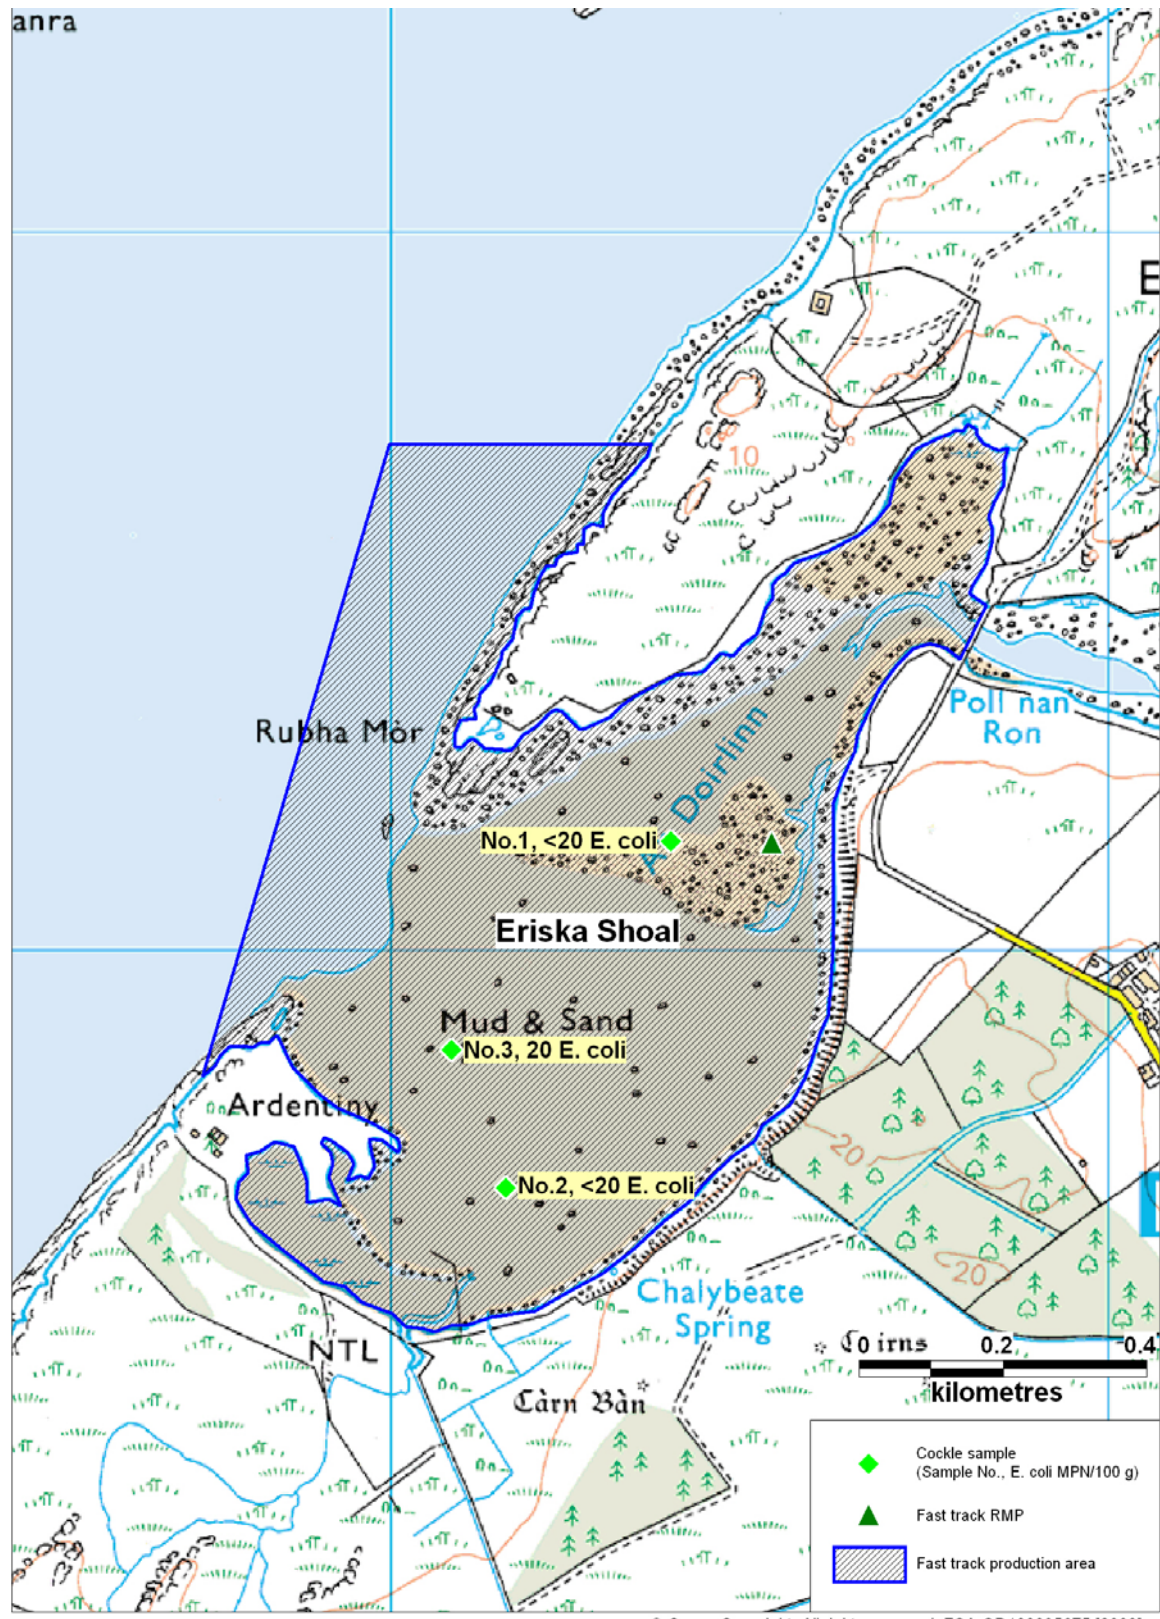 anra
E
10
Rubha Mòr
Poll nan
Ron
Doirlinn
No.1, <20 E. coli
Eriska Shoal
Mud & Sand
No.3, 20 E. coli
Ardentiny
No.2, <20 E. coli
20
20
Chalybeate
Spring
NTL
Cairns
Càrn Bàn
0 0.2 0.4
kilometres
Cockle sample
(Sample No., E. coli MPN/100 g)
Fast track RMP
Fast track production area